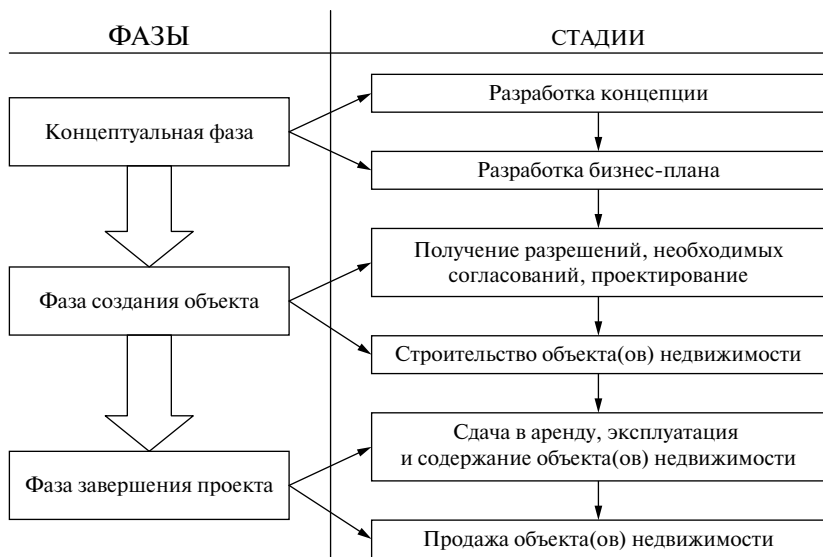 ФАЗЫ
СТАДИИ
Концептуальная фаза
Разработка концепции
Разработка бизнес-плана
Фаза создания объекта
Получение разрешений, необходимых
согласований, проектирование
Строительство объекта(ов) недвижимости
Фаза завершения проекта
Сдача в аренду, эксплуатация
и содержание объекта(ов) недвижимости
Продажа объекта(ов) недвижимости